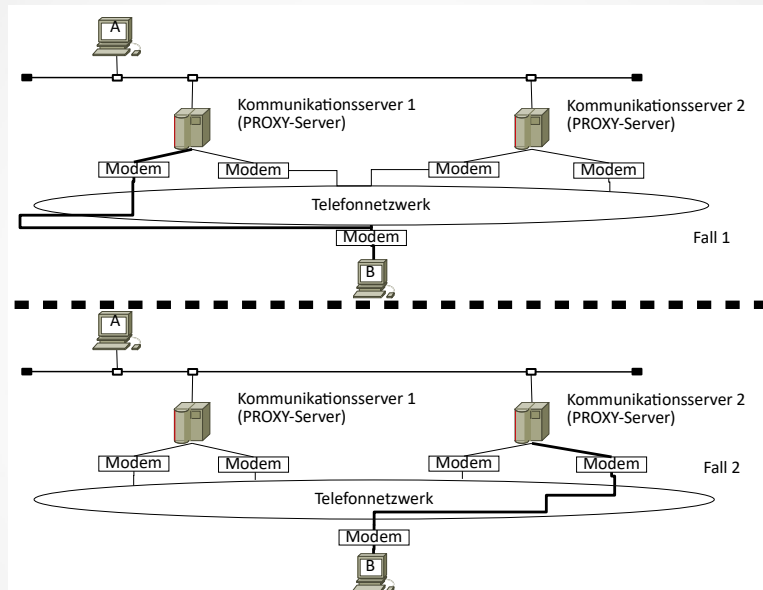 A
Kommunikationsserver 1
(PROXY-Server)
Kommunikationsserver 2
(PROXY-Server)
Modem
Modem
Modem
Modem
Telefonnetzwerk
Modem
Fall 1
B
A
Kommunikationsserver 1
(PROXY-Server)
Kommunikationsserver 2
(PROXY-Server)
Modem
Modem
Modem
Modem
Fall 2
Telefonnetzwerk
Modem
B